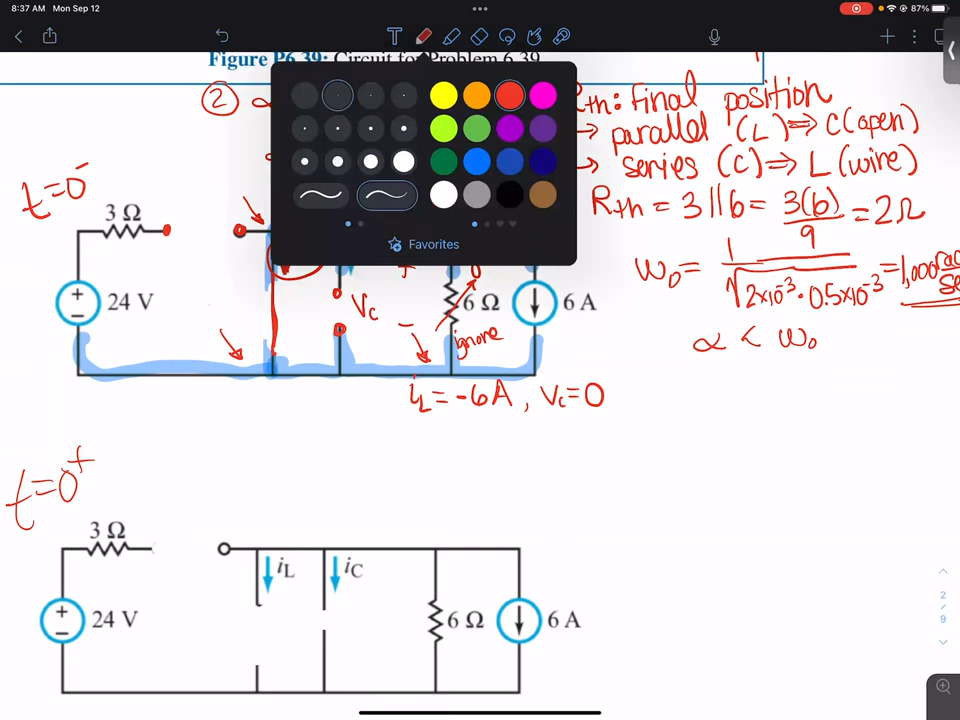 8:37 AM Mon Sep 12
87%
Figure P6.39: Circuit for Problem 6.39
②
Rth: final position
→ parallel (L) ⇒ C(open)
→ series (C) ⇒ L (wire)
Rth = 3 || 6 = 3(6)/9 = 2Ω
ω₀ = 1/√(2×10⁻³ · 0.5×10⁻³) = 1,000
α < ω₀
t=0⁻
3 Ω
+
−
24 V
+
Vc
−
6 Ω
6 A
ignore
iL = -6A, Vc=0
Favorites
t=0⁺
3 Ω
+
−
24 V
iL
iC
6 Ω
6 A
2
/
9